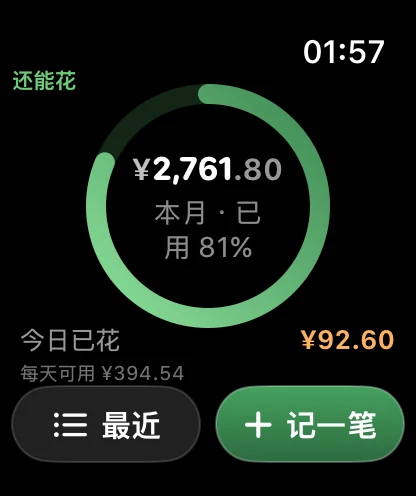 01:57
还能花
¥2,761.80
本月 · 已
用 81%
今日已花 ¥92.60
每天可用 ¥394.54
最近 记一笔